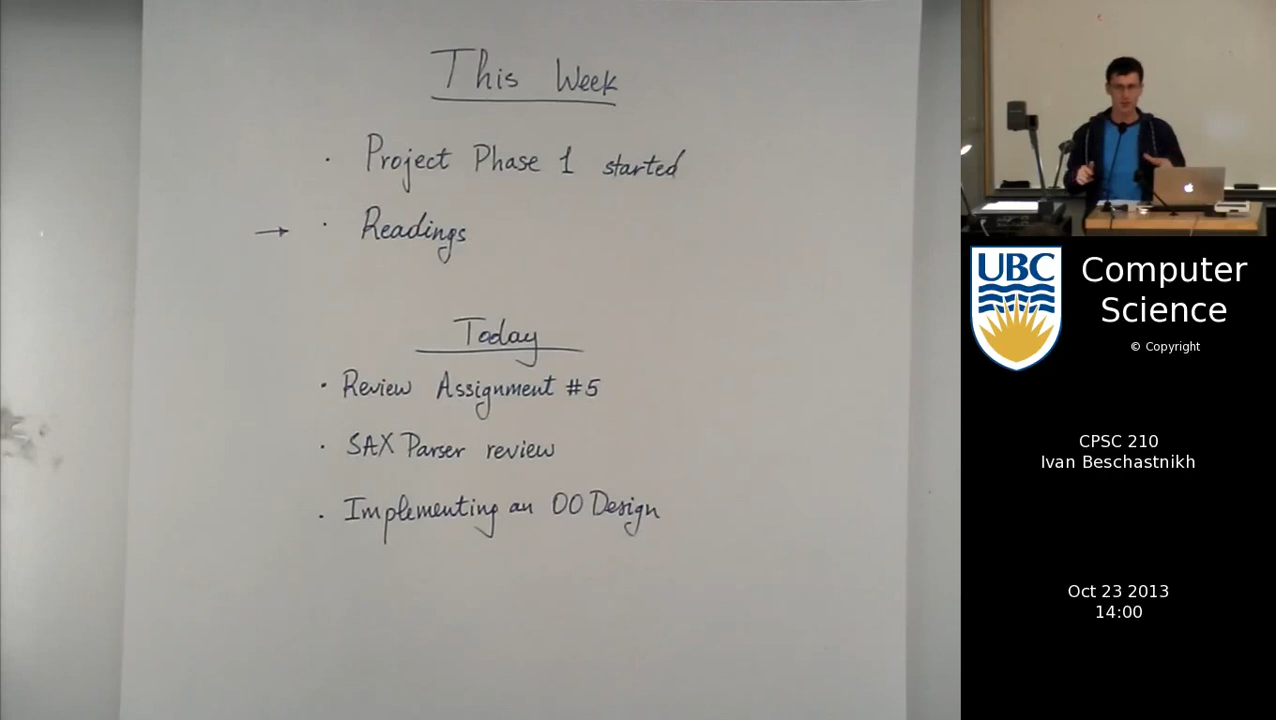 This Week
· Project Phase 1 started
→ · Readings
Today
· Review Assignment #5
· SAX Parser review
· Implementing an OO Design
UBC
Computer
Science
© Copyright
CPSC 210
Ivan Beschastnikh
Oct 23 2013
14:00